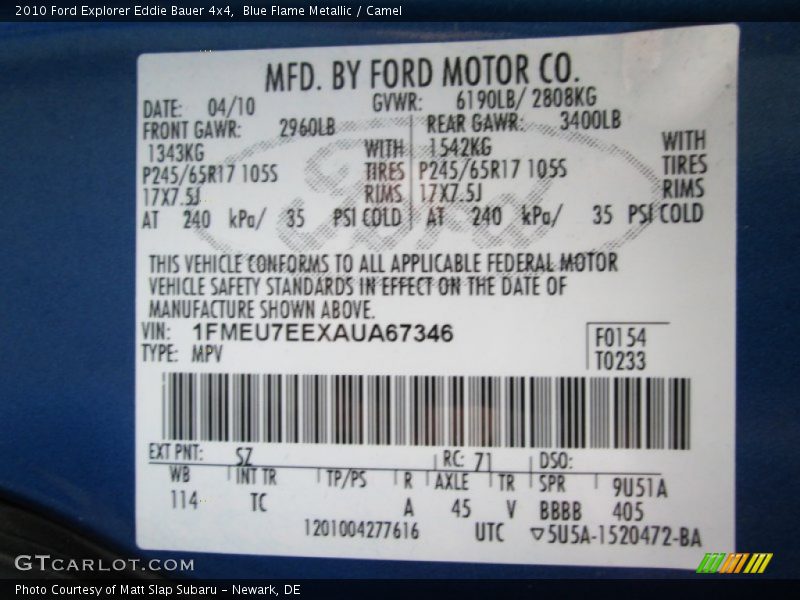 2010 Ford Explorer Eddie Bauer 4x4, Blue Flame Metallic / Camel
MFD. BY FORD MOTOR CO.
DATE: 04/10 GVWR: 6190LB/ 2808KG
FRONT GAWR: 2960LB REAR GAWR: 3400LB
1343KG WITH 1542KG WITH
P245/65R17 105S TIRES P245/65R17 105S TIRES
17X7.5J RIMS 17X7.5J RIMS
AT 240 kPa/ 35 PSI COLD AT 240 kPa/ 35 PSI COLD
Ford
THIS VEHICLE CONFORMS TO ALL APPLICABLE FEDERAL MOTOR
VEHICLE SAFETY STANDARDS IN EFFECT ON THE DATE OF
MANUFACTURE SHOWN ABOVE.
VIN: 1FMEU7EEXAUA67346 F0154
TYPE: MPV T0233
EXT PNT: SZ RC: 71 DSO:
WB INT TR TP/PS R AXLE TR SPR 9U51A
114 TC A 45 V BBBB 405
1201004277616 UTC ▽5U5A-1520472-BA
GTCARLOT.COM
Photo Courtesy of Matt Slap Subaru - Newark, DE